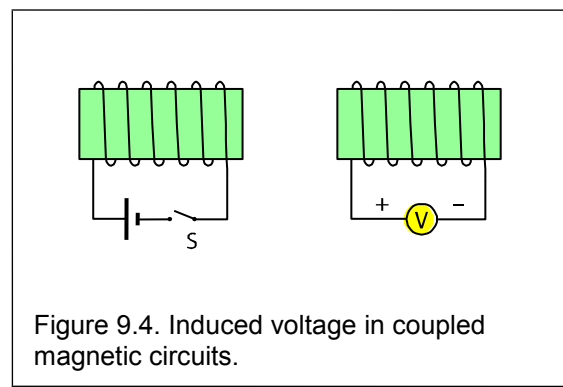 + V −
S
Figure 9.4. Induced voltage in coupled
magnetic circuits.